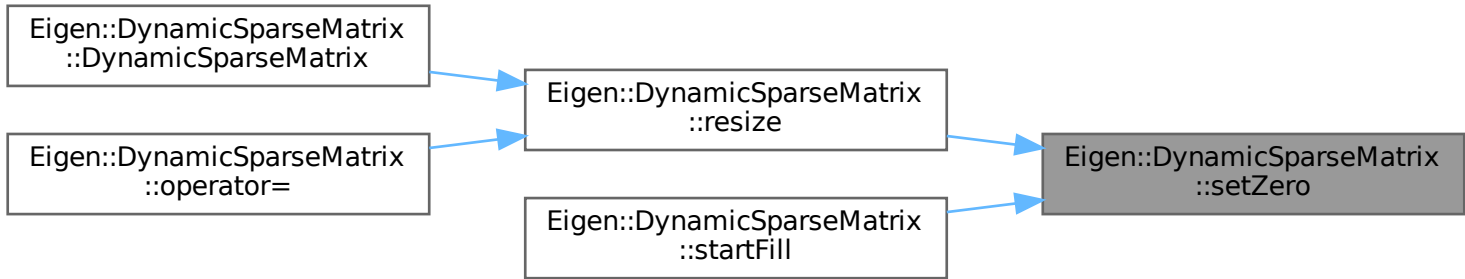 Eigen::DynamicSparseMatrix
::DynamicSparseMatrix
Eigen::DynamicSparseMatrix
::operator=
Eigen::DynamicSparseMatrix
::resize
Eigen::DynamicSparseMatrix
::startFill
Eigen::DynamicSparseMatrix
::setZero